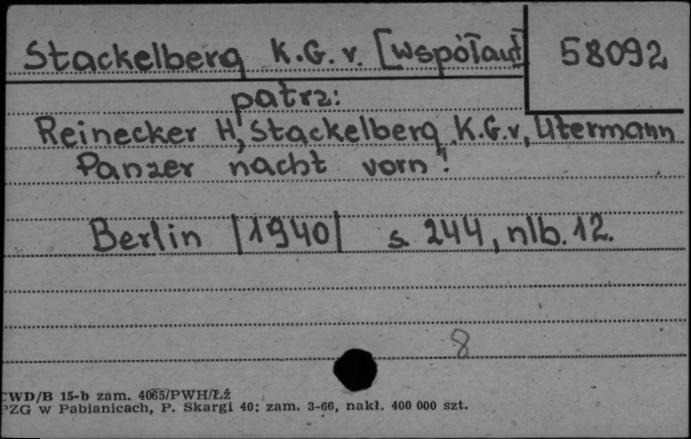 Stackelberg K.G.v. [współaut]
58092
patrz:
Reinecker H, Stackelberg K.G.v, Utermann
Panzer nacht vorn!
Berlin |1940| s. 244, nlb. 12.
8
CWD/B 15-b zam. 4065/PWH/Łź
PZG w Pabianicach, P. Skargi 40; zam. 3-66, nakł. 400 000 szt.